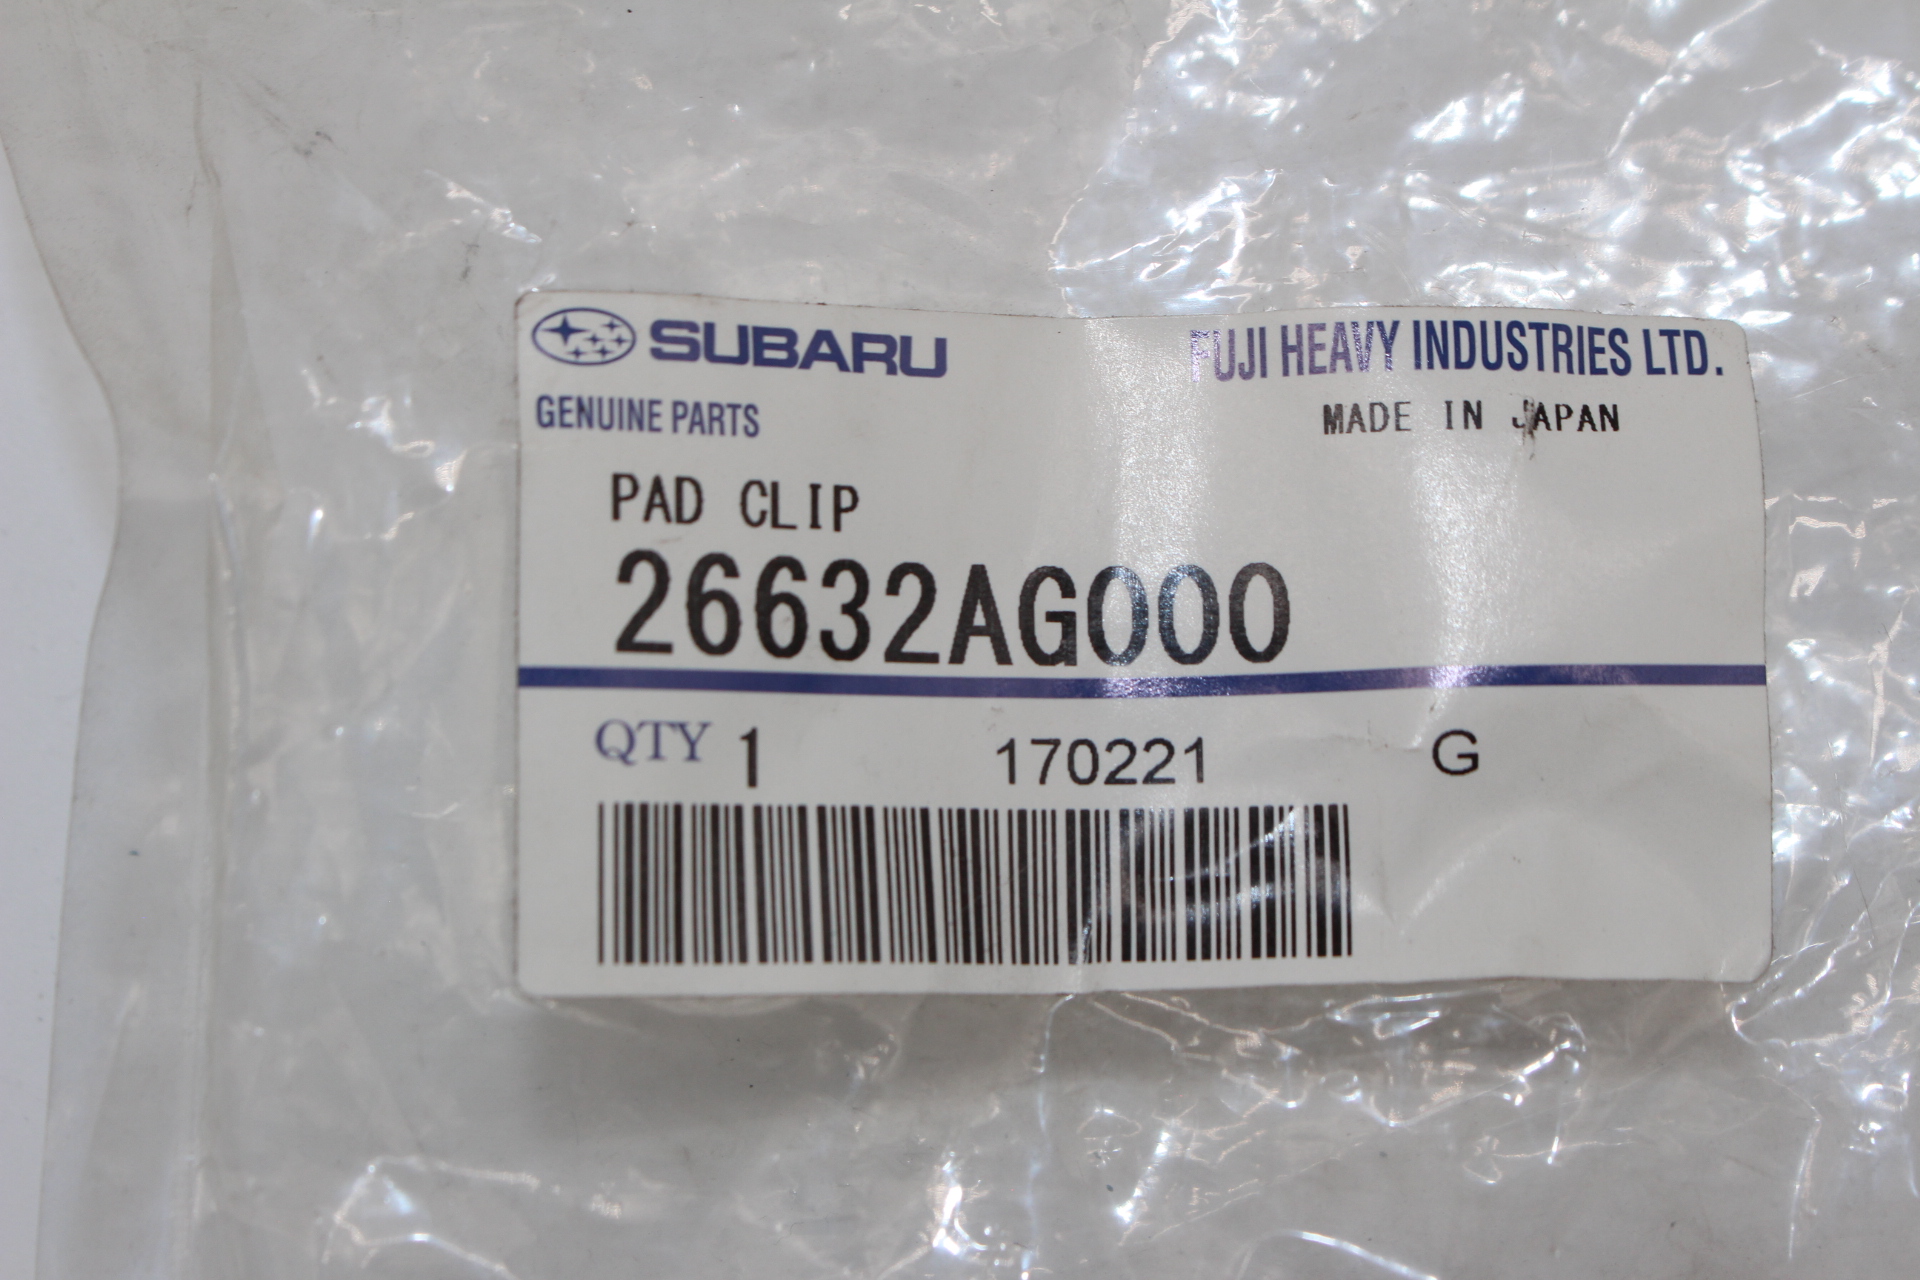 SUBARU FUJI HEAVY INDUSTRIES LTD.
GENUINE PARTS MADE IN JAPAN
PAD CLIP
26632AG000
QTY 1 170221 G